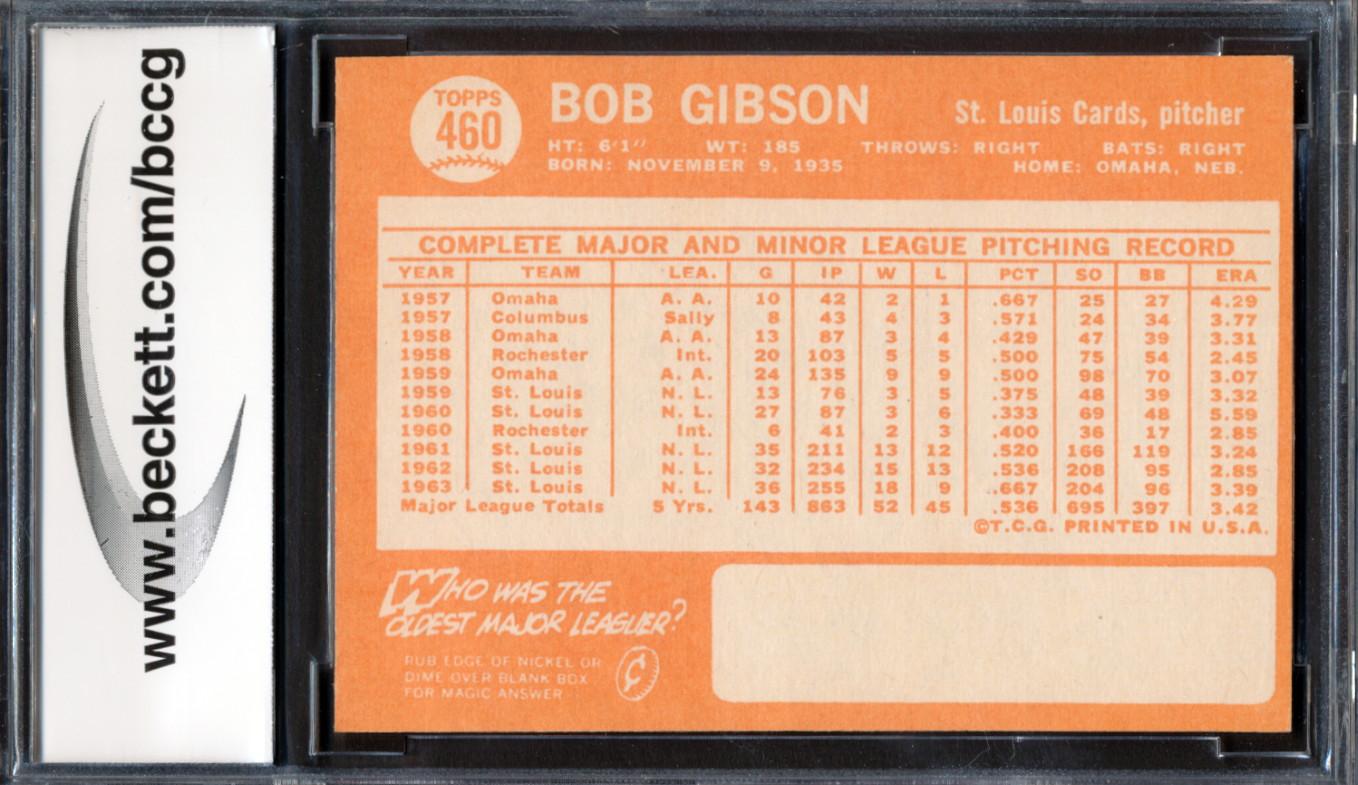 www.beckett.com/bccg
TOPPS
460
BOB GIBSON
St. Louis Cards, pitcher
HT: 6'1" WT: 185 THROWS: RIGHT BATS: RIGHT
BORN: NOVEMBER 9, 1935 HOME: OMAHA, NEB.
COMPLETE MAJOR AND MINOR LEAGUE PITCHING RECORD
YEAR TEAM LEA. G IP W L PCT SO BB ERA
1957 Omaha A. A. 10 42 2 1 .667 25 27 4.29
1957 Columbus Sally 8 43 4 3 .571 24 34 3.77
1958 Omaha A. A. 13 87 3 4 .429 47 39 3.31
1958 Rochester Int. 20 103 5 5 .500 75 54 2.45
1959 Omaha A. A. 24 135 9 9 .500 98 70 3.07
1959 St. Louis N. L. 13 76 3 5 .375 48 39 3.32
1960 St. Louis N. L. 27 87 3 6 .333 69 48 5.59
1960 Rochester Int. 6 41 2 3 .400 36 17 2.85
1961 St. Louis N. L. 35 211 13 12 .520 166 119 3.24
1962 St. Louis N. L. 32 234 15 13 .536 208 95 2.85
1963 St. Louis N. L. 36 255 18 9 .667 204 96 3.39
Major League Totals 5 Yrs. 143 863 52 45 .536 695 397 3.42
©T.C.G. PRINTED IN U.S.A.
WHO WAS THE
OLDEST MAJOR LEAGUER?
RUB EDGE OF NICKEL OR
DIME OVER BLANK BOX
FOR MAGIC ANSWER
¢